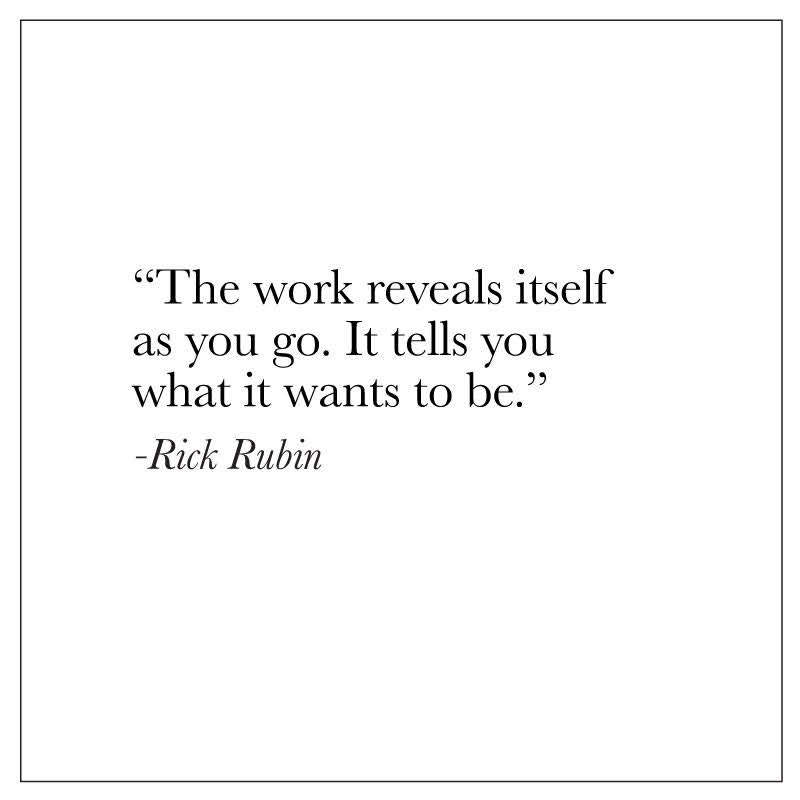 “The work reveals itself
as you go. It tells you
what it wants to be.”
-Rick Rubin